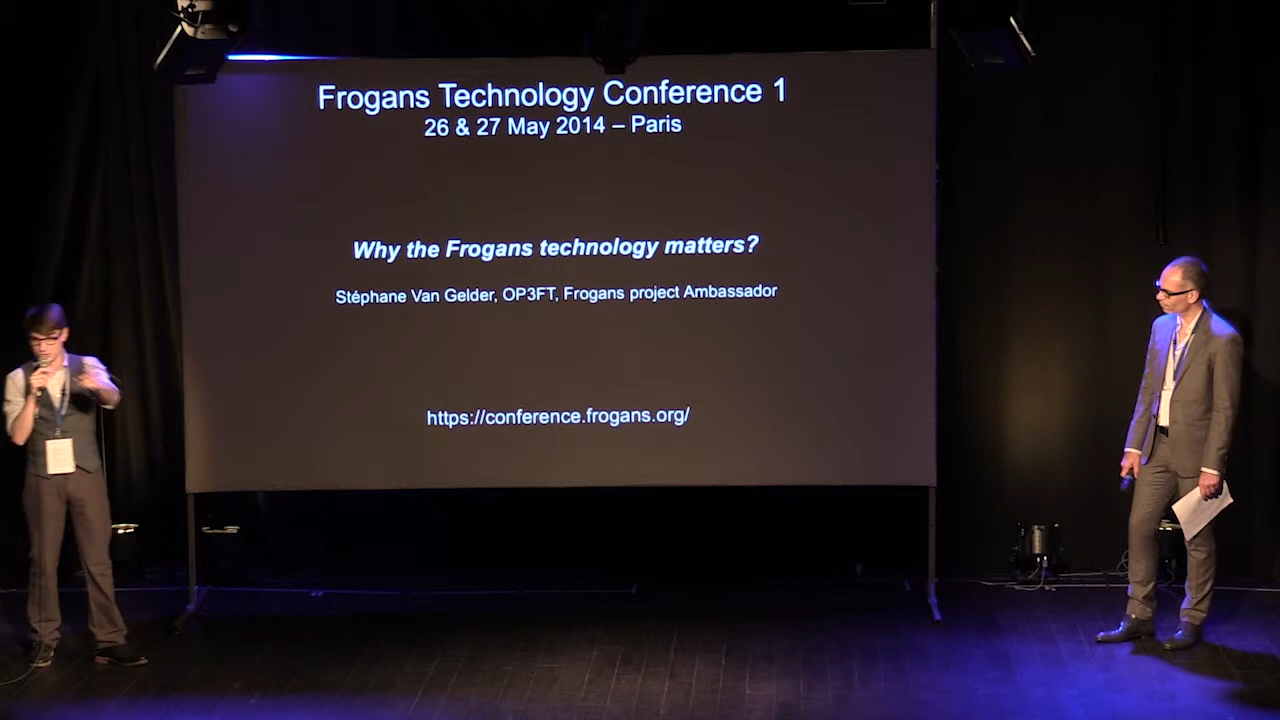 Frogans Technology Conference 1
26 & 27 May 2014 – Paris
Why the Frogans technology matters?
Stéphane Van Gelder, OP3FT, Frogans project Ambassador
https://conference.frogans.org/